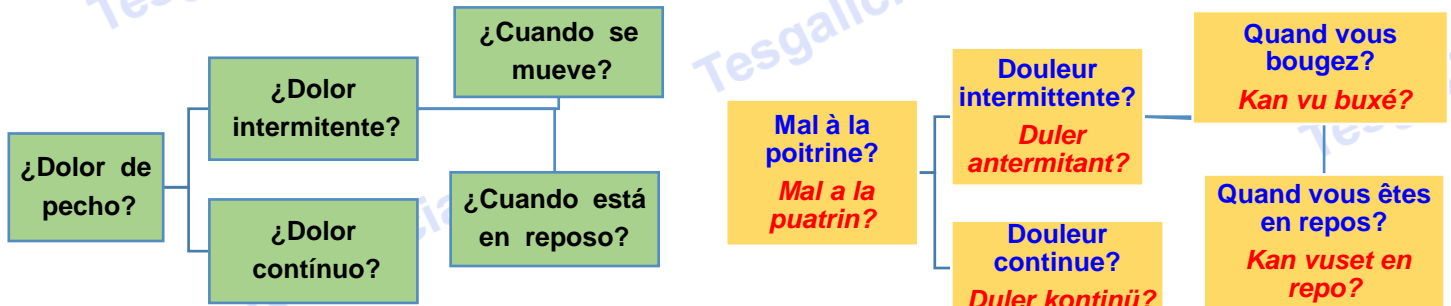 ¿Dolor de
pecho?
¿Dolor
intermitente?
¿Dolor
contínuo?
¿Cuando se
mueve?
¿Cuando está
en reposo?
Mal à la
poitrine?
Mal a la
puatrin?
Douleur
intermittente?
Duler
antermitant?
Douleur
continue?
Duler kontinü?
Quand vous
bougez?
Kan vu buxé?
Quand vous êtes
en repos?
Kan vuset en
repo?